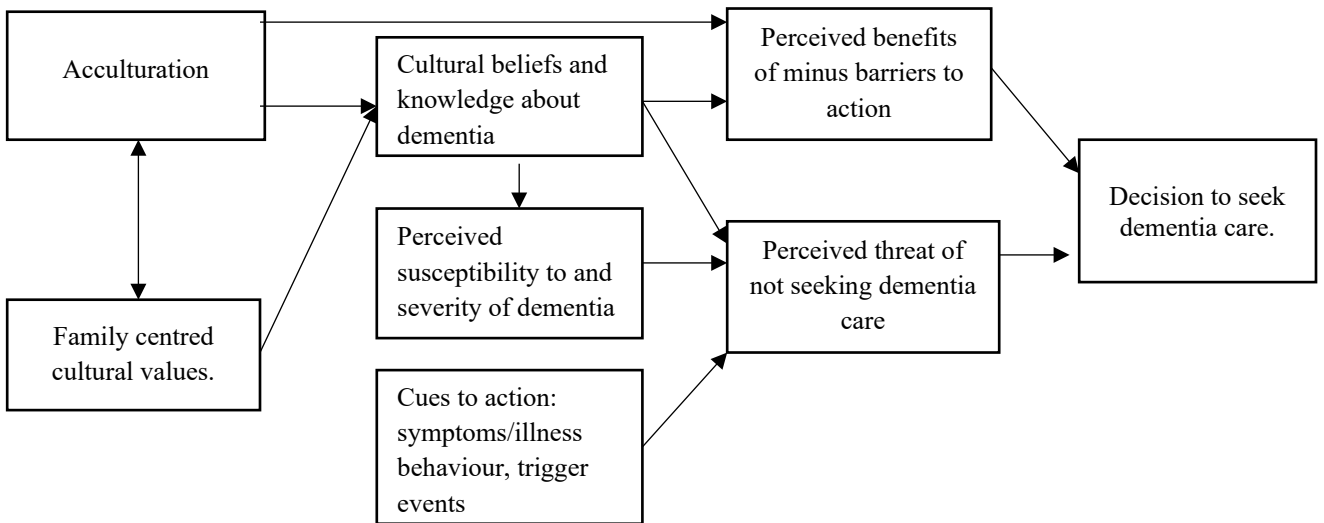 Acculturation
Family centred
cultural values.
Cultural beliefs and
knowledge about
dementia
Perceived
susceptibility to and
severity of dementia
Cues to action:
symptoms/illness
behaviour, trigger
events
Perceived benefits
of minus barriers to
action
Perceived threat of
not seeking dementia
care
Decision to seek
dementia care.